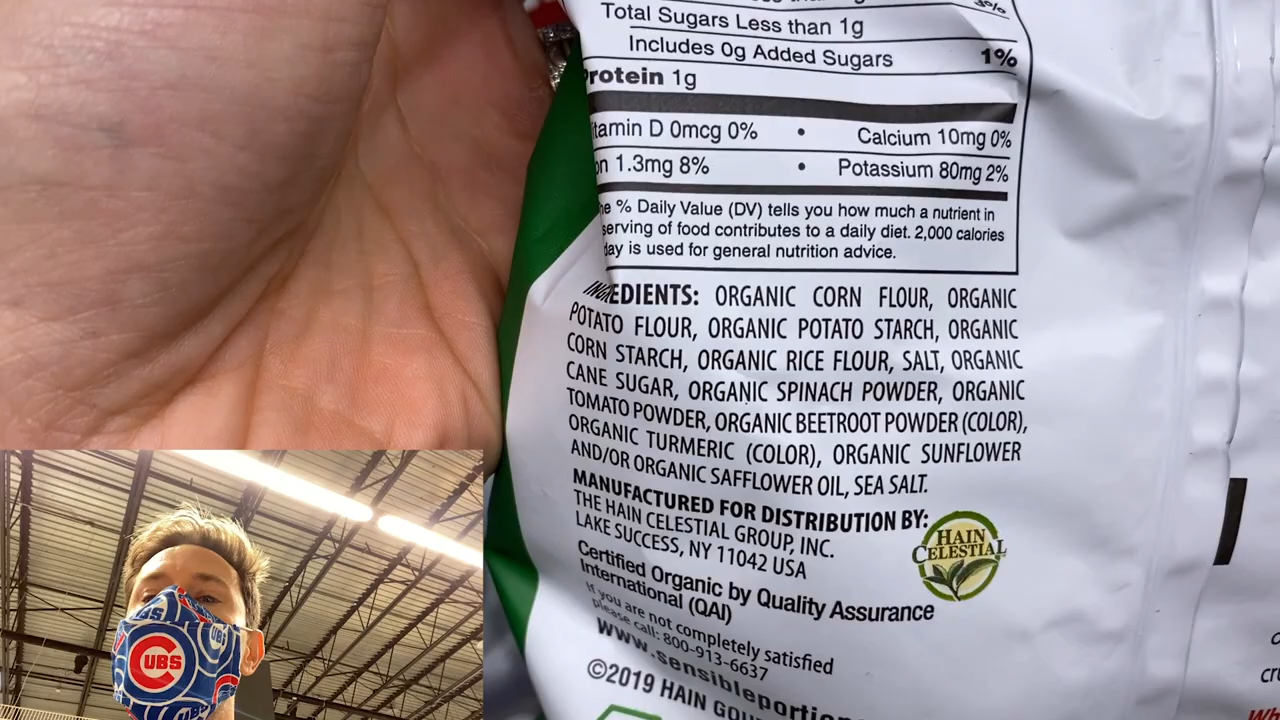 Total Sugars Less than 1g
Includes 0g Added Sugars 1%
Protein 1g
Vitamin D 0mcg 0% • Calcium 10mg 0%
1.3mg 8% • Potassium 80mg 2%
% Daily Value (DV) tells you how much a nutrient in
serving of food contributes to a daily diet. 2,000 calories
day is used for general nutrition advice.
INGREDIENTS: ORGANIC CORN FLOUR, ORGANIC
POTATO FLOUR, ORGANIC POTATO STARCH, ORGANIC
CORN STARCH, ORGANIC RICE FLOUR, SALT, ORGANIC
CANE SUGAR, ORGANIC SPINACH POWDER, ORGANIC
TOMATO POWDER, ORGANIC BEETROOT POWDER (COLOR),
ORGANIC TURMERIC (COLOR), ORGANIC SUNFLOWER
AND/OR ORGANIC SAFFLOWER OIL, SEA SALT.
MANUFACTURED FOR DISTRIBUTION BY:
THE HAIN CELESTIAL GROUP, INC.
LAKE SUCCESS, NY 11042 USA
HAIN
CELESTIAL
Certified Organic by Quality Assurance
International (QAI)
If you are not completely satisfied
please call: 800-913-6637
www.sensibleportion
©2019 HAIN GOU
CUBS